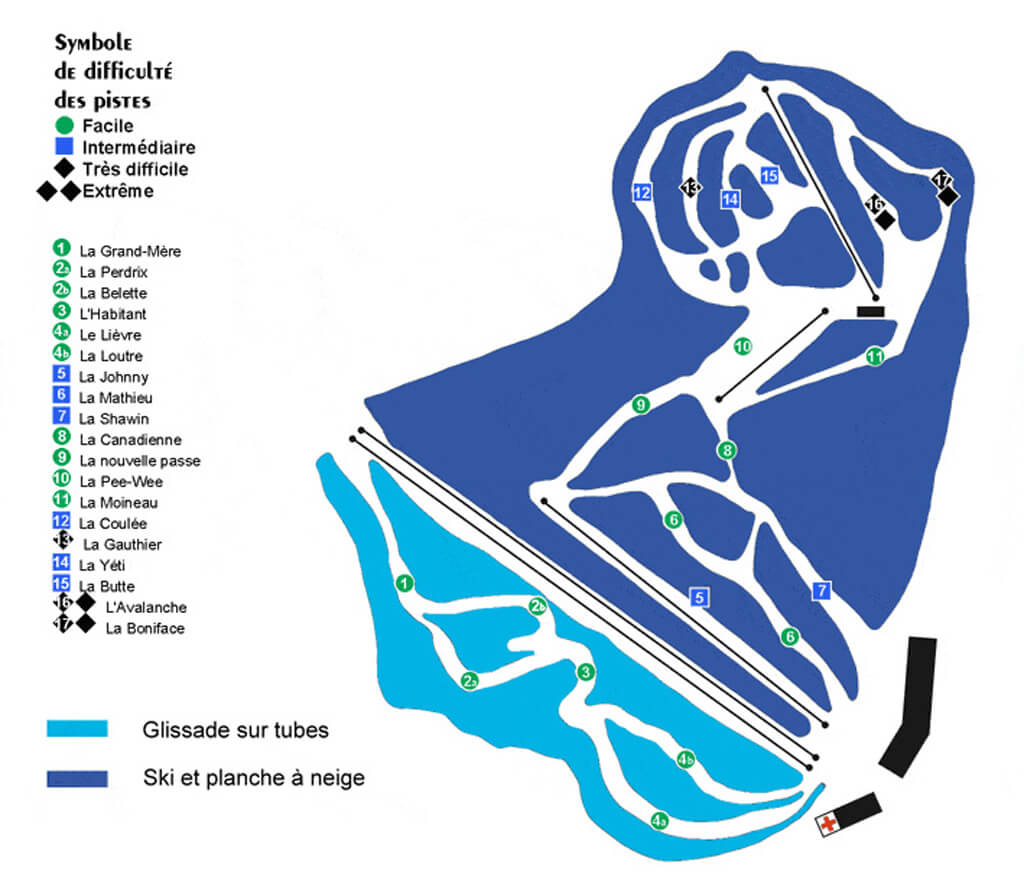 Symbole
de difficulté
des pistes
Facile
Intermédiaire
Très difficile
Extrême
1 La Grand-Mère
2a La Perdrix
2b La Belette
3 L'Habitant
4a Le Lièvre
4b La Loutre
5 La Johnny
6 La Mathieu
7 La Shawin
8 La Canadienne
9 La nouvelle passe
10 La Pee-Wee
11 La Moineau
12 La Coulée
13 La Gauthier
14 La Yéti
15 La Butte
16 L'Avalanche
17 La Boniface
Glissade sur tubes
Ski et planche à neige
12
13
14
15
16
17
10
11
9
8
6
5
7
6
1
2b
2a
3
4b
4a